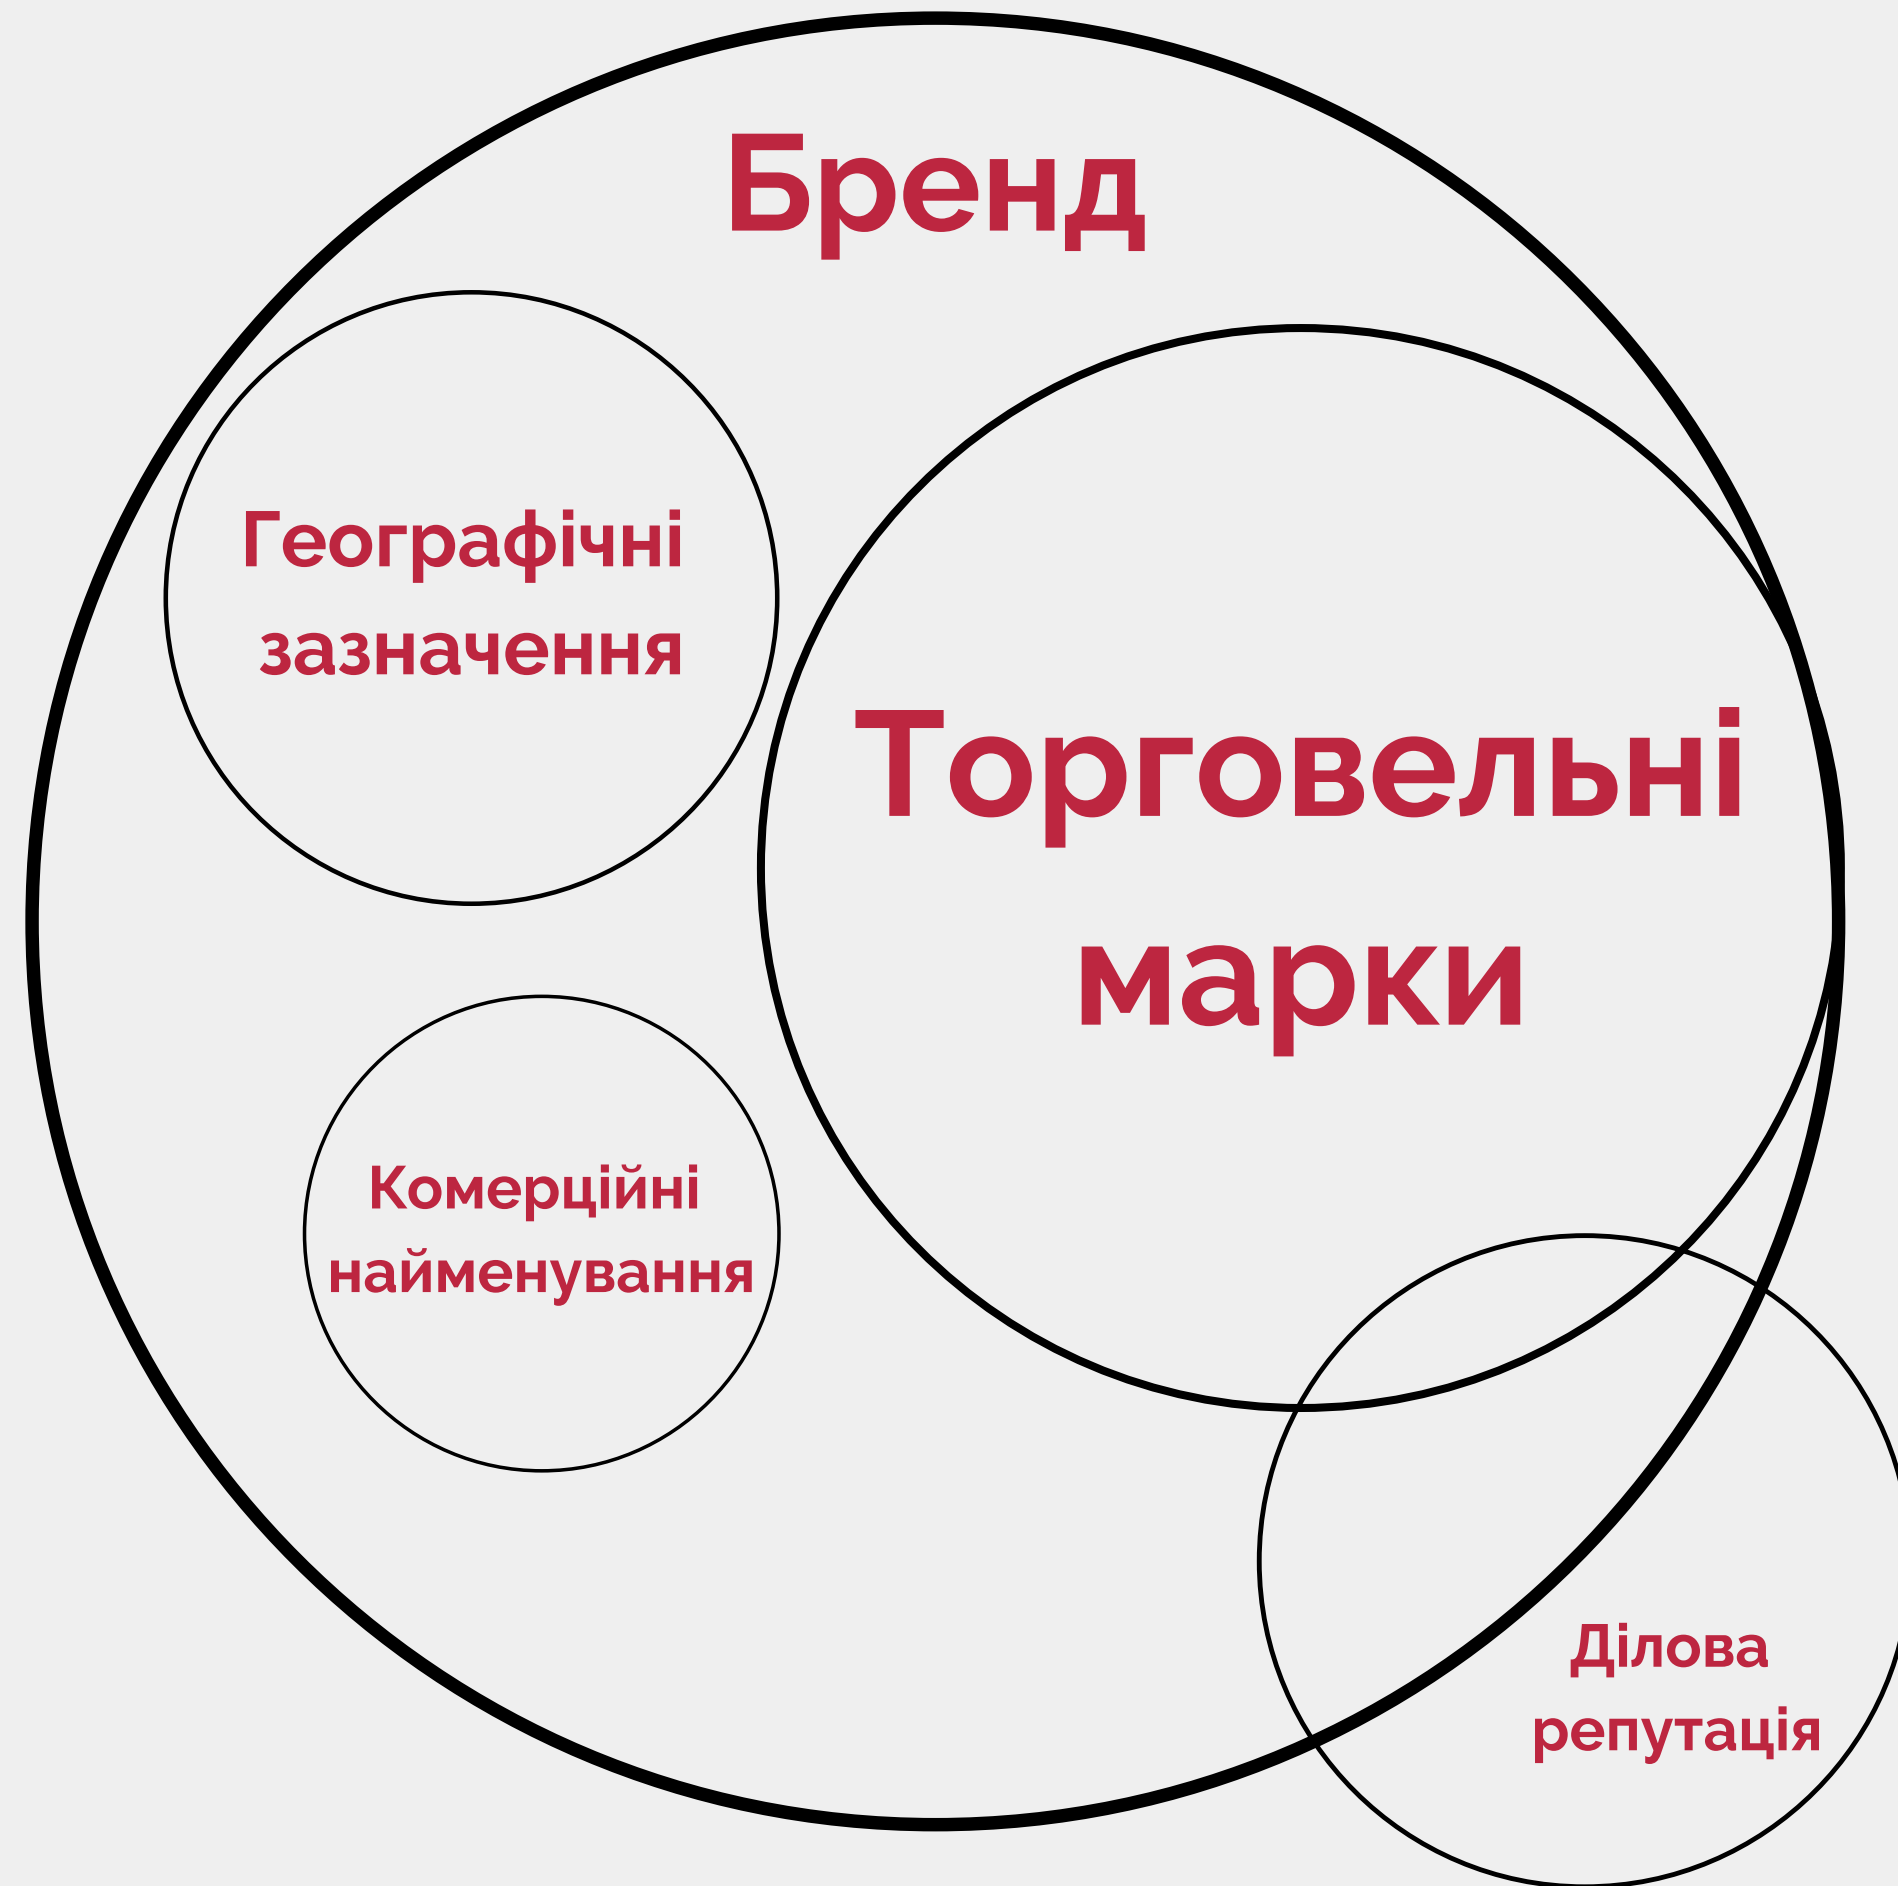 Бренд
Географічні
зазначення
Торговельні
марки
Комерційні
найменування
Ділова
репутація